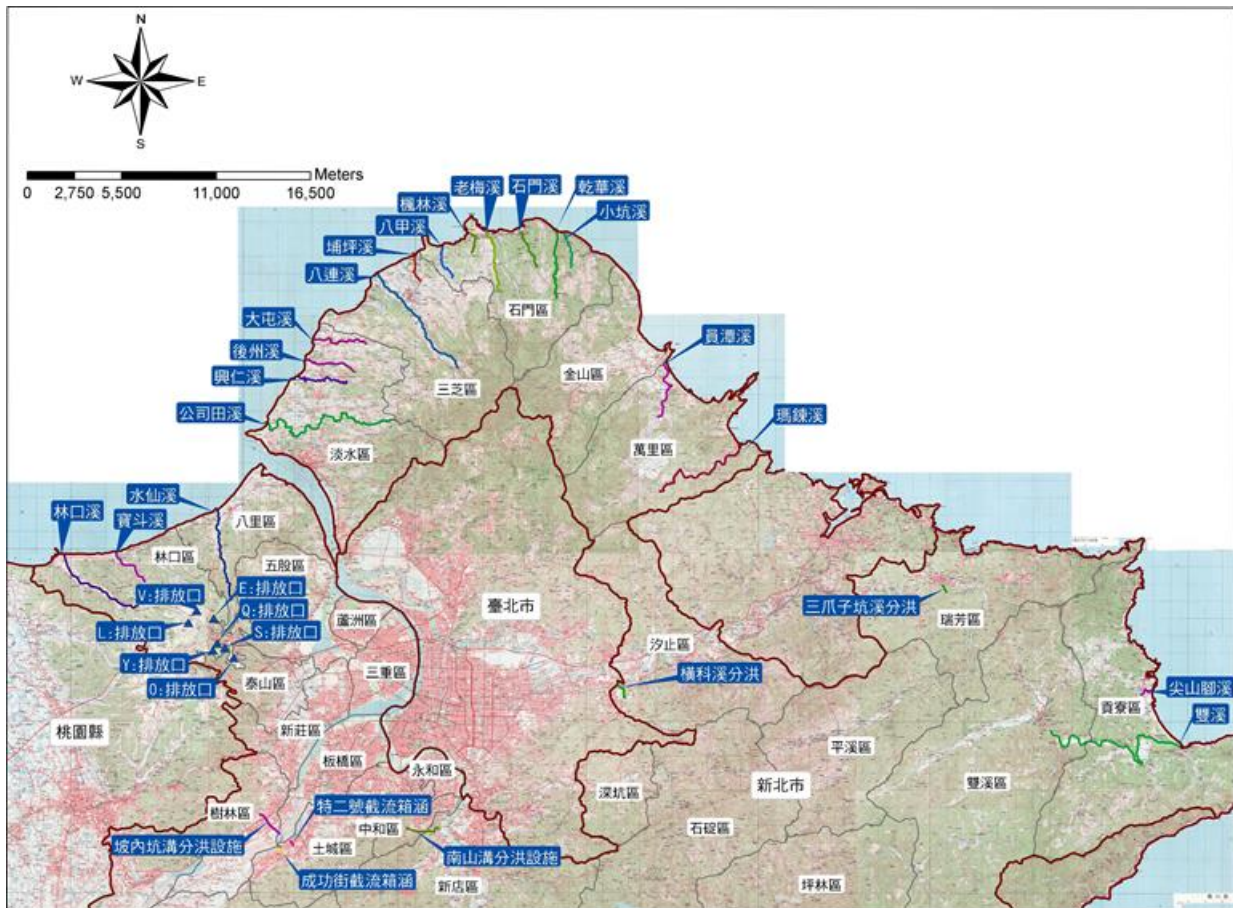 N
W
E
S
Meters
0 2,750 5,500 11,000 16,500
老梅溪
石門溪
乾華溪
楓林溪
小坑溪
八甲溪
埔坪溪
八連溪
石門區
大屯溪
後州溪
員潭溪
興仁溪
金山區
三芝區
公司田溪
瑪鍊溪
淡水區
萬里區
水仙溪
林口溪
寶斗溪
八里區
林口區
五股區
E:排放口
V:排放口
Q:排放口
臺北市
三爪子坑溪分洪
L:排放口
S:排放口
蘆洲區
瑞芳區
汐止區
Y:排放口
三重區
橫科溪分洪
泰山區
尖山腳溪
O:排放口
貢寮區
桃園縣
新莊區
雙溪
平溪區
板橋區
永和區
雙溪區
新北市
深坑區
樹林區
特二號截流箱涵
中和區
石碇區
坡內坑溝分洪設施
土城區
南山溝分洪設施
成功街截流箱涵
新店區
坪林區